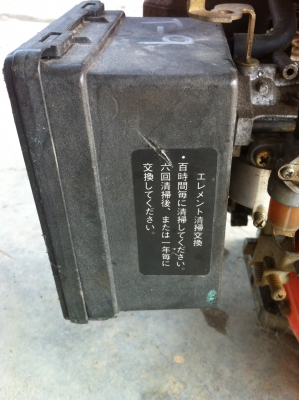 エレメント清掃交換
・百時間毎に清掃してください。
六回清掃後、または一年毎に
交換してください。